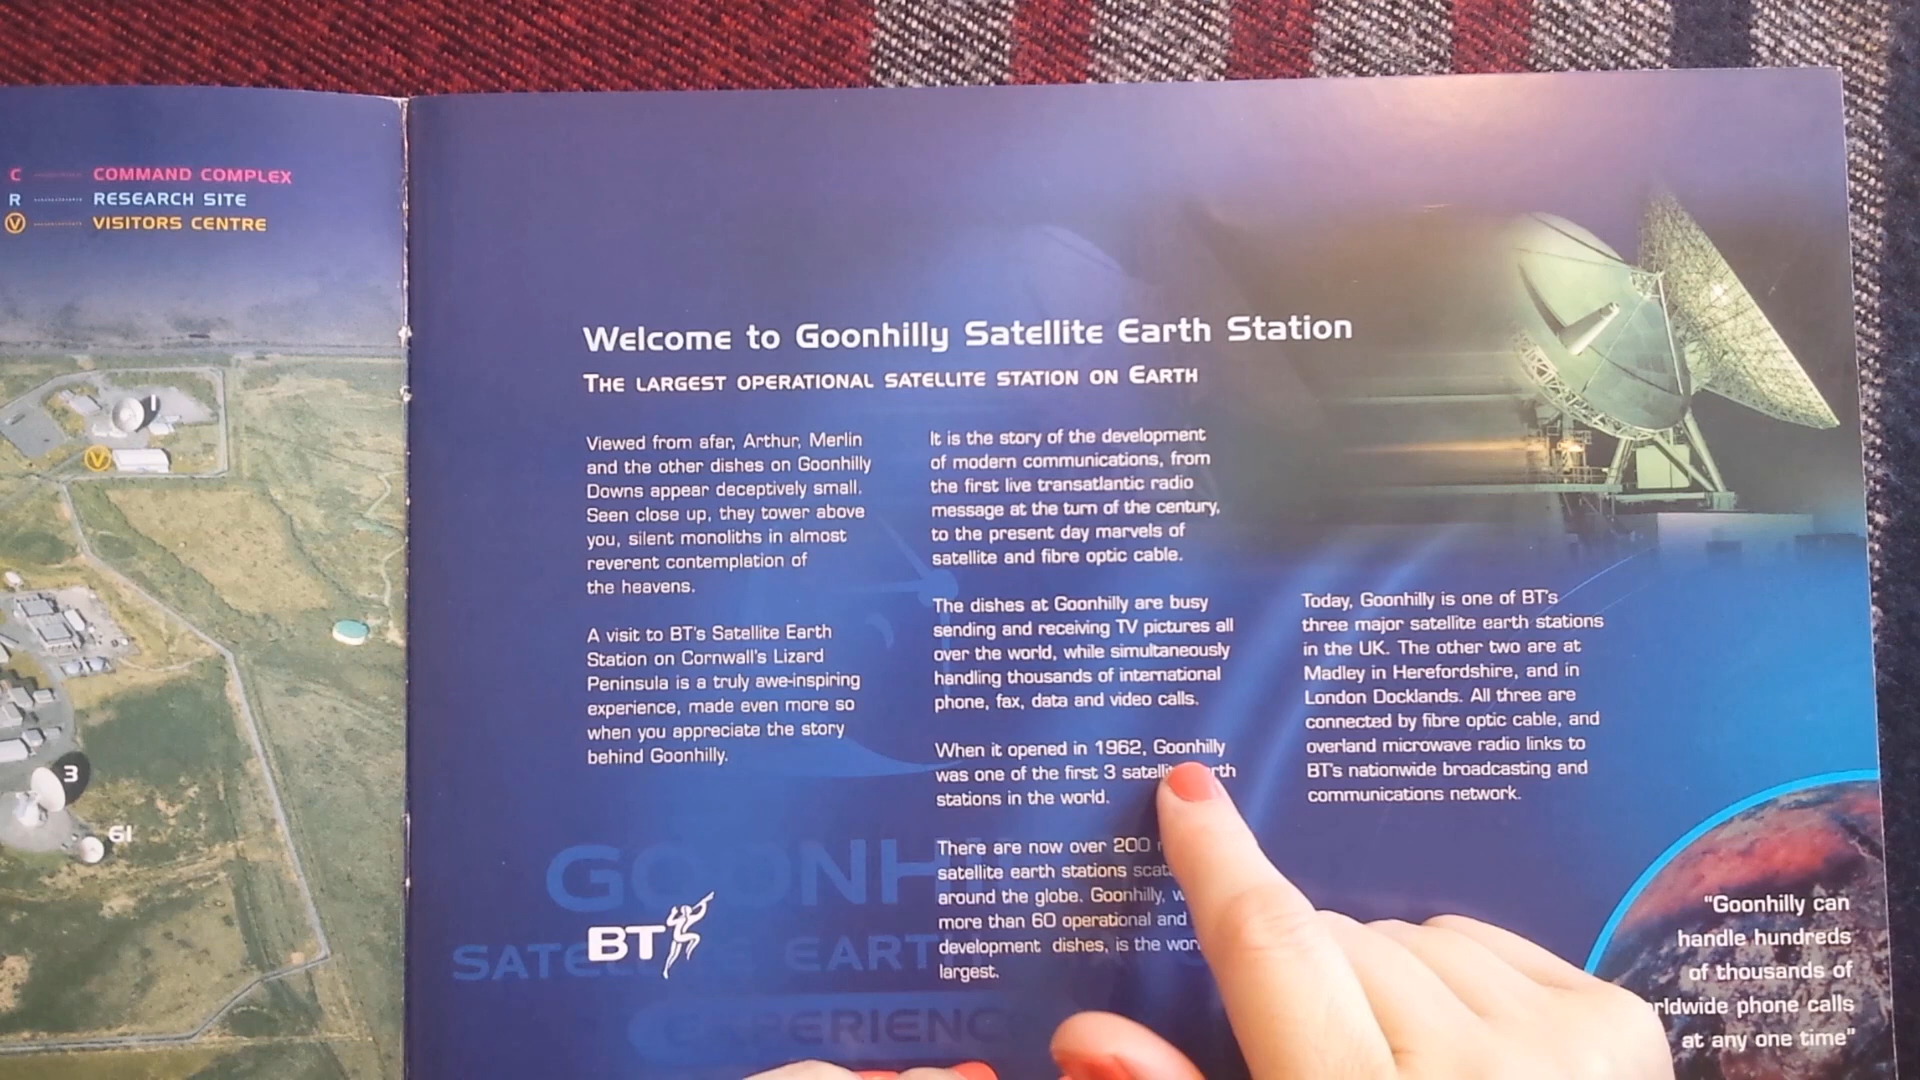 C COMMAND COMPLEX
R RESEARCH SITE
V VISITORS CENTRE
V
3
61
Welcome to Goonhilly Satellite Earth Station
THE LARGEST OPERATIONAL SATELLITE STATION ON EARTH
Viewed from afar, Arthur, Merlin
and the other dishes on Goonhilly
Downs appear deceptively small.
Seen close up, they tower above
you, silent monoliths in almost
reverent contemplation of
the heavens.
A visit to BT's Satellite Earth
Station on Cornwall's Lizard
Peninsula is a truly awe-inspiring
experience, made even more so
when you appreciate the story
behind Goonhilly.
It is the story of the development
of modern communications, from
the first live transatlantic radio
message at the turn of the century,
to the present day marvels of
satellite and fibre optic cable.
The dishes at Goonhilly are busy
sending and receiving TV pictures all
over the world, while simultaneously
handling thousands of international
phone, fax, data and video calls.
When it opened in 1962, Goonhilly
was one of the first 3
stations in the world.
There are now over 200
satellite earth stations
around the globe. Goonhilly,
more than 60 operational and
development dishes, is the
largest.
Today, Goonhilly is one of BT's
three major satellite earth stations
in the UK. The other two are at
Madley in Herefordshire, and in
London Docklands. All three are
connected by fibre optic cable, and
overland microwave radio links to
BT's nationwide broadcasting and
communications network.
BT
"Goonhilly can
handle hundreds
of thousands of
phone calls
at any one time"